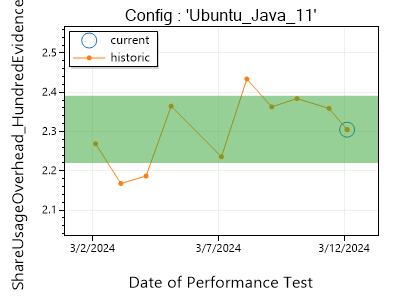 Config : 'Ubuntu_Java_11'
ShareUsageOverhead_HundredEvidence
current
historic
2.5
2.4
2.3
2.2
2.1
3/2/2024
3/7/2024
3/12/2024
Date of Performance Test